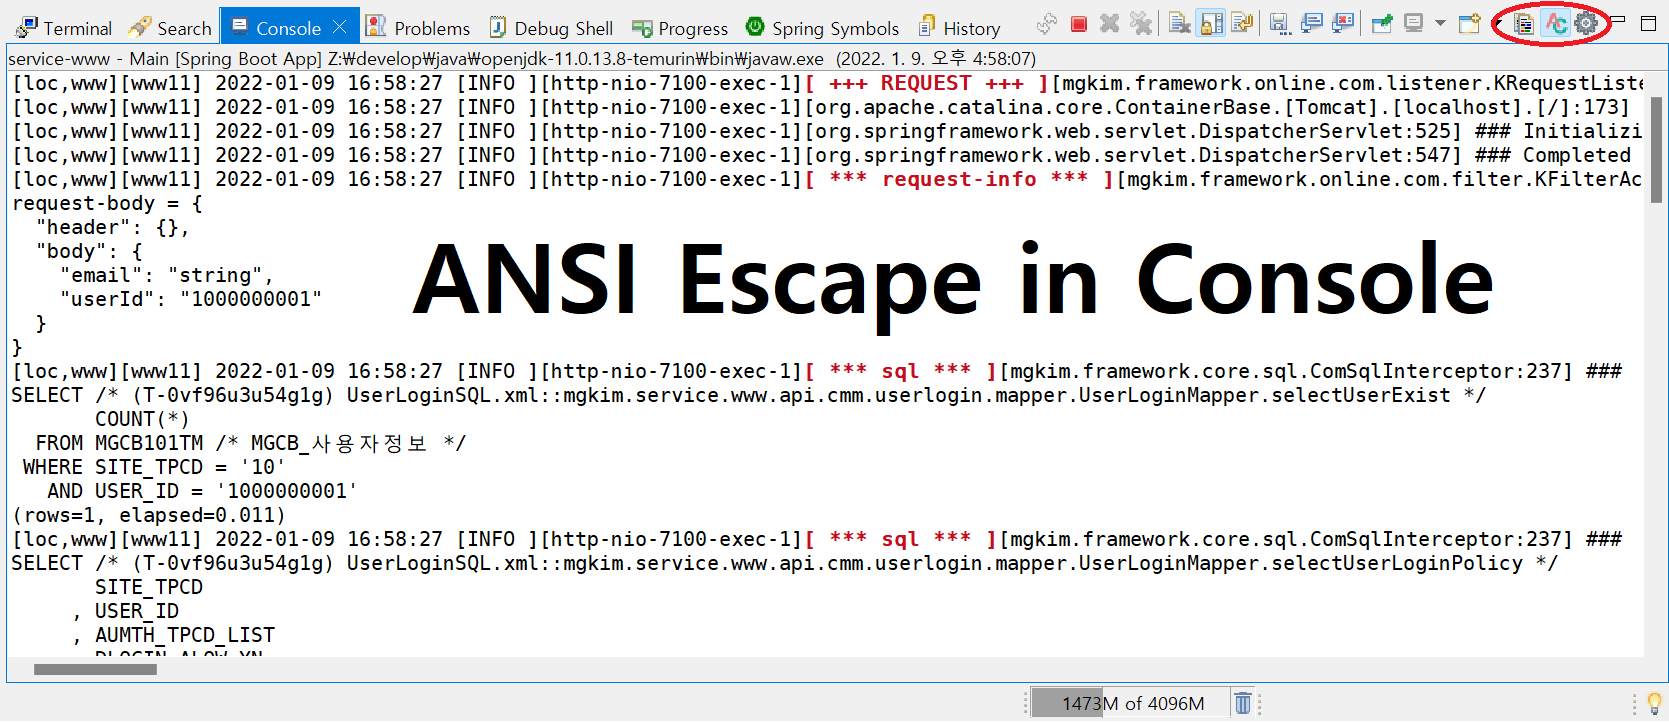 Terminal Search Console Problems Debug Shell Progress Spring Symbols History
service-www - Main [Spring Boot App] Z:₩develop₩java₩openjdk-11.0.13.8-temurin₩bin₩javaw.exe (2022. 1. 9. 오후 4:58:07)
[loc,www][www11] 2022-01-09 16:58:27 [INFO ][http-nio-7100-exec-1][ +++ REQUEST +++ ][mgkim.framework.online.com.listener.KRequestListe
[loc,www][www11] 2022-01-09 16:58:27 [INFO ][http-nio-7100-exec-1][org.apache.catalina.core.ContainerBase.[Tomcat].[localhost].[/]:173]
[loc,www][www11] 2022-01-09 16:58:27 [INFO ][http-nio-7100-exec-1][org.springframework.web.servlet.DispatcherServlet:525] ### Initializi
[loc,www][www11] 2022-01-09 16:58:27 [INFO ][http-nio-7100-exec-1][org.springframework.web.servlet.DispatcherServlet:547] ### Completed
[loc,www][www11] 2022-01-09 16:58:27 [INFO ][http-nio-7100-exec-1][ *** request-info *** ][mgkim.framework.online.com.filter.KFilterAc
request-body = {
  "header": {},
  "body": {
    "email": "string",
    "userId": "1000000001"
  }
}
ANSI Escape in Console
[loc,www][www11] 2022-01-09 16:58:27 [INFO ][http-nio-7100-exec-1][ *** sql *** ][mgkim.framework.core.sql.ComSqlInterceptor:237] ###
SELECT /* (T-0vf96u3u54g1g) UserLoginSQL.xml::mgkim.service.www.api.cmm.userlogin.mapper.UserLoginMapper.selectUserExist */
       COUNT(*)
  FROM MGCB101TM /* MGCB_사용자정보 */
 WHERE SITE_TPCD = '10'
   AND USER_ID = '1000000001'
(rows=1, elapsed=0.011)
[loc,www][www11] 2022-01-09 16:58:27 [INFO ][http-nio-7100-exec-1][ *** sql *** ][mgkim.framework.core.sql.ComSqlInterceptor:237] ###
SELECT /* (T-0vf96u3u54g1g) UserLoginSQL.xml::mgkim.service.www.api.cmm.userlogin.mapper.UserLoginMapper.selectUserLoginPolicy */
       SITE_TPCD
     , USER_ID
     , AUMTH_TPCD_LIST
1473M of 4096M